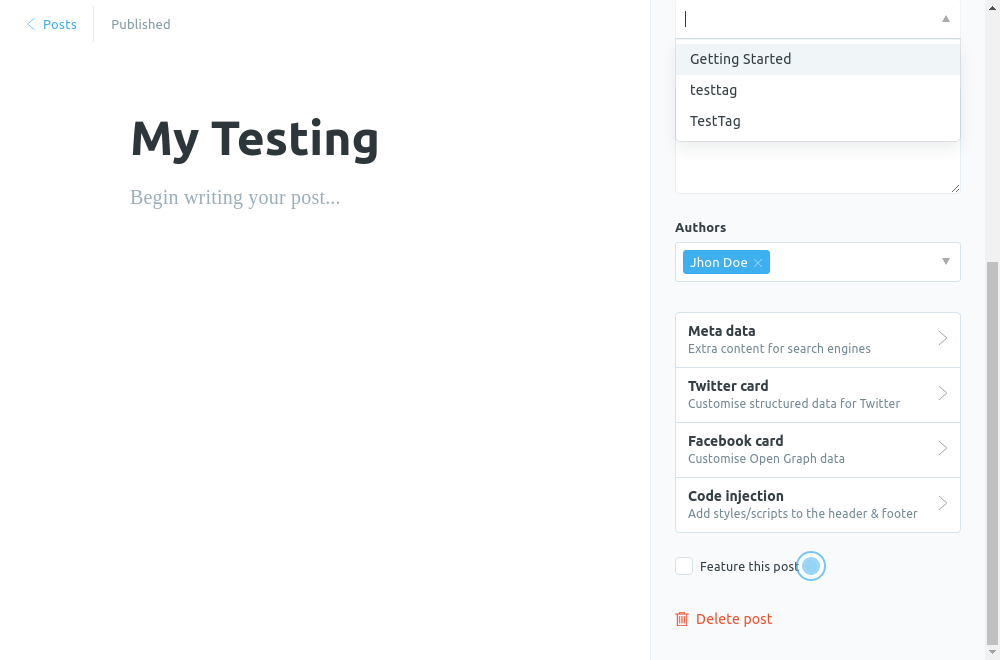 Posts
Published
My Testing
Begin writing your post...
Getting Started
testtag
TestTag
Authors
Jhon Doe
Meta data
Extra content for search engines
Twitter card
Customise structured data for Twitter
Facebook card
Customise Open Graph data
Code injection
Add styles/scripts to the header & footer
Feature this post
Delete post